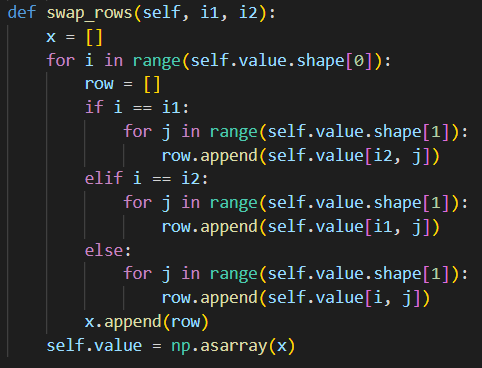 def swap_rows(self, i1, i2):
    x = []
    for i in range(self.value.shape[0]):
        row = []
        if i == i1:
            for j in range(self.value.shape[1]):
                row.append(self.value[i2, j])
        elif i == i2:
            for j in range(self.value.shape[1]):
                row.append(self.value[i1, j])
        else:
            for j in range(self.value.shape[1]):
                row.append(self.value[i, j])
        x.append(row)
    self.value = np.asarray(x)